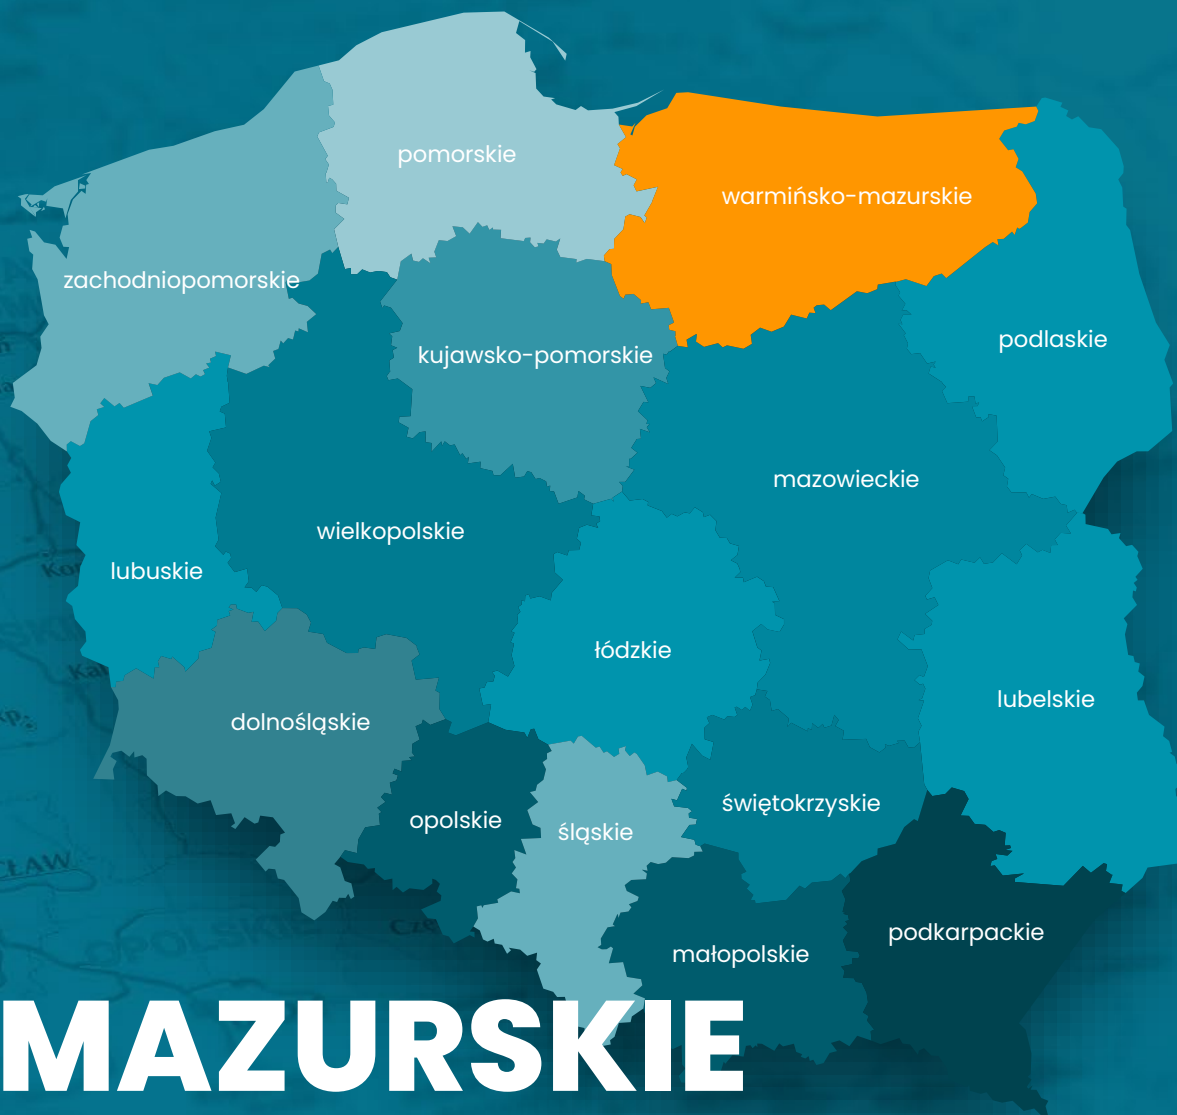 pomorskie
warmińsko-mazurskie
zachodniopomorskie
podlaskie
kujawsko-pomorskie
mazowieckie
wielkopolskie
lubuskie
łódzkie
lubelskie
dolnośląskie
świętokrzyskie
opolskie
śląskie
OPOLSKIE
podkarpackie
małopolskie
MAZURSKIE